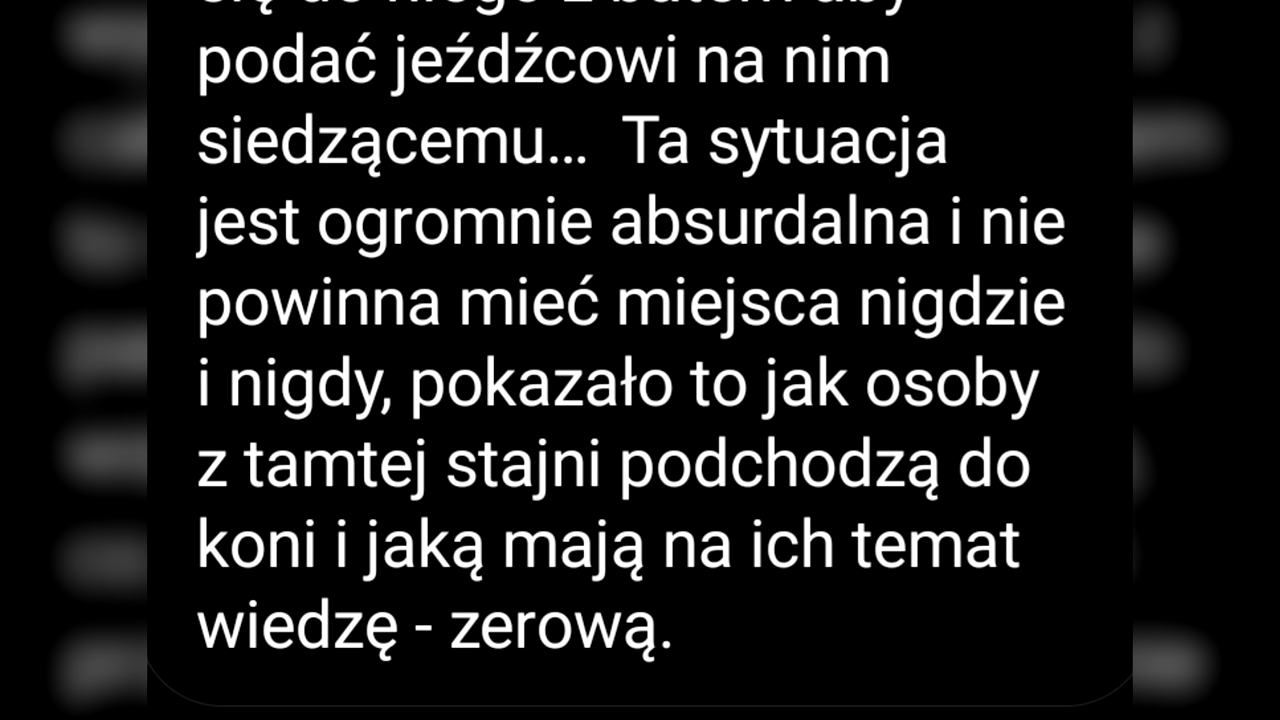 podać jeźdźcowi na nim
siedzącemu...  Ta sytuacja
jest ogromnie absurdalna i nie
powinna mieć miejsca nigdzie
i nigdy, pokazało to jak osoby
z tamtej stajni podchodzą do
koni i jaką mają na ich temat
wiedzę - zerową.